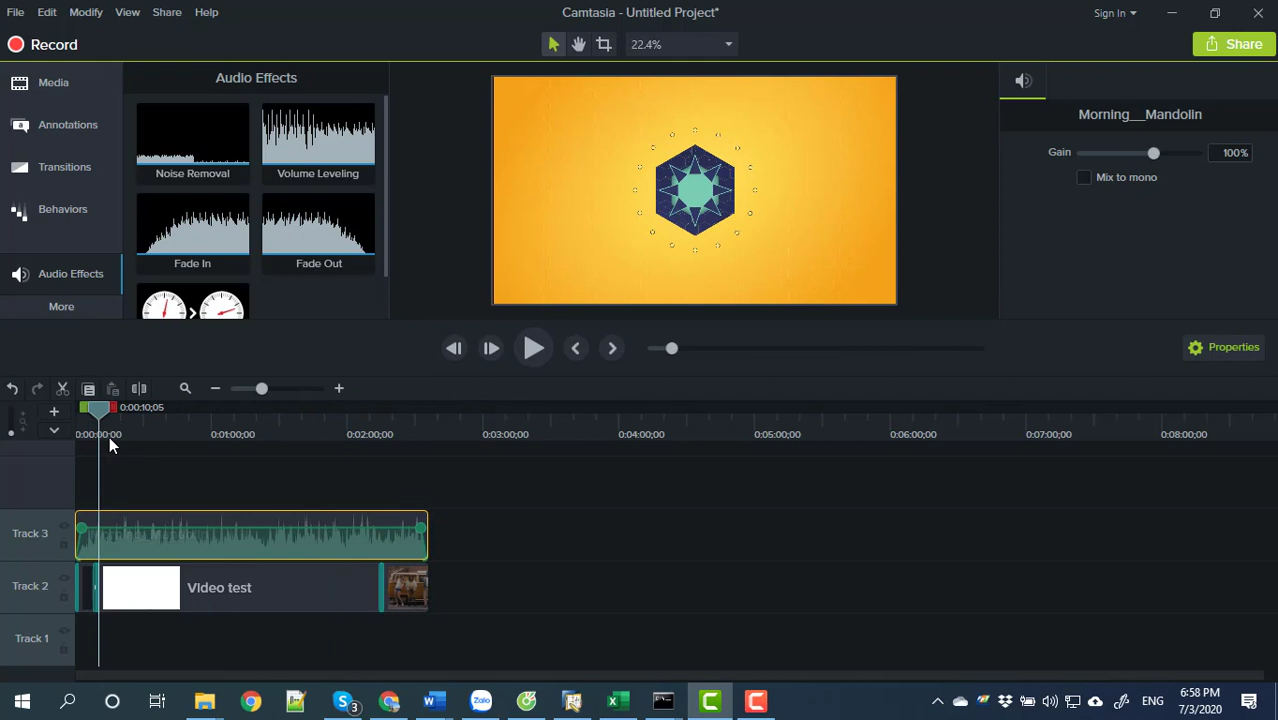 File Edit Modify View Share Help Camtasia - Untitled Project* Sign In
Record 22.4% Share
Media
Annotations
Transitions
Behaviors
Audio Effects
More
Audio Effects
Noise Removal Volume Leveling
Fade In Fade Out
Morning__Mandolin
Gain 100%
Mix to mono
Properties
0:00:10;05
0:00:00;00 0:01:00;00 0:02:00;00 0:03:00;00 0:04:00;00 0:05:00;00 0:06:00;00 0:07:00;00 0:08:00;00
Track 3
Track 2 VIdeo test
Track 1
3 W ENG 6:58 PM
7/3/2020